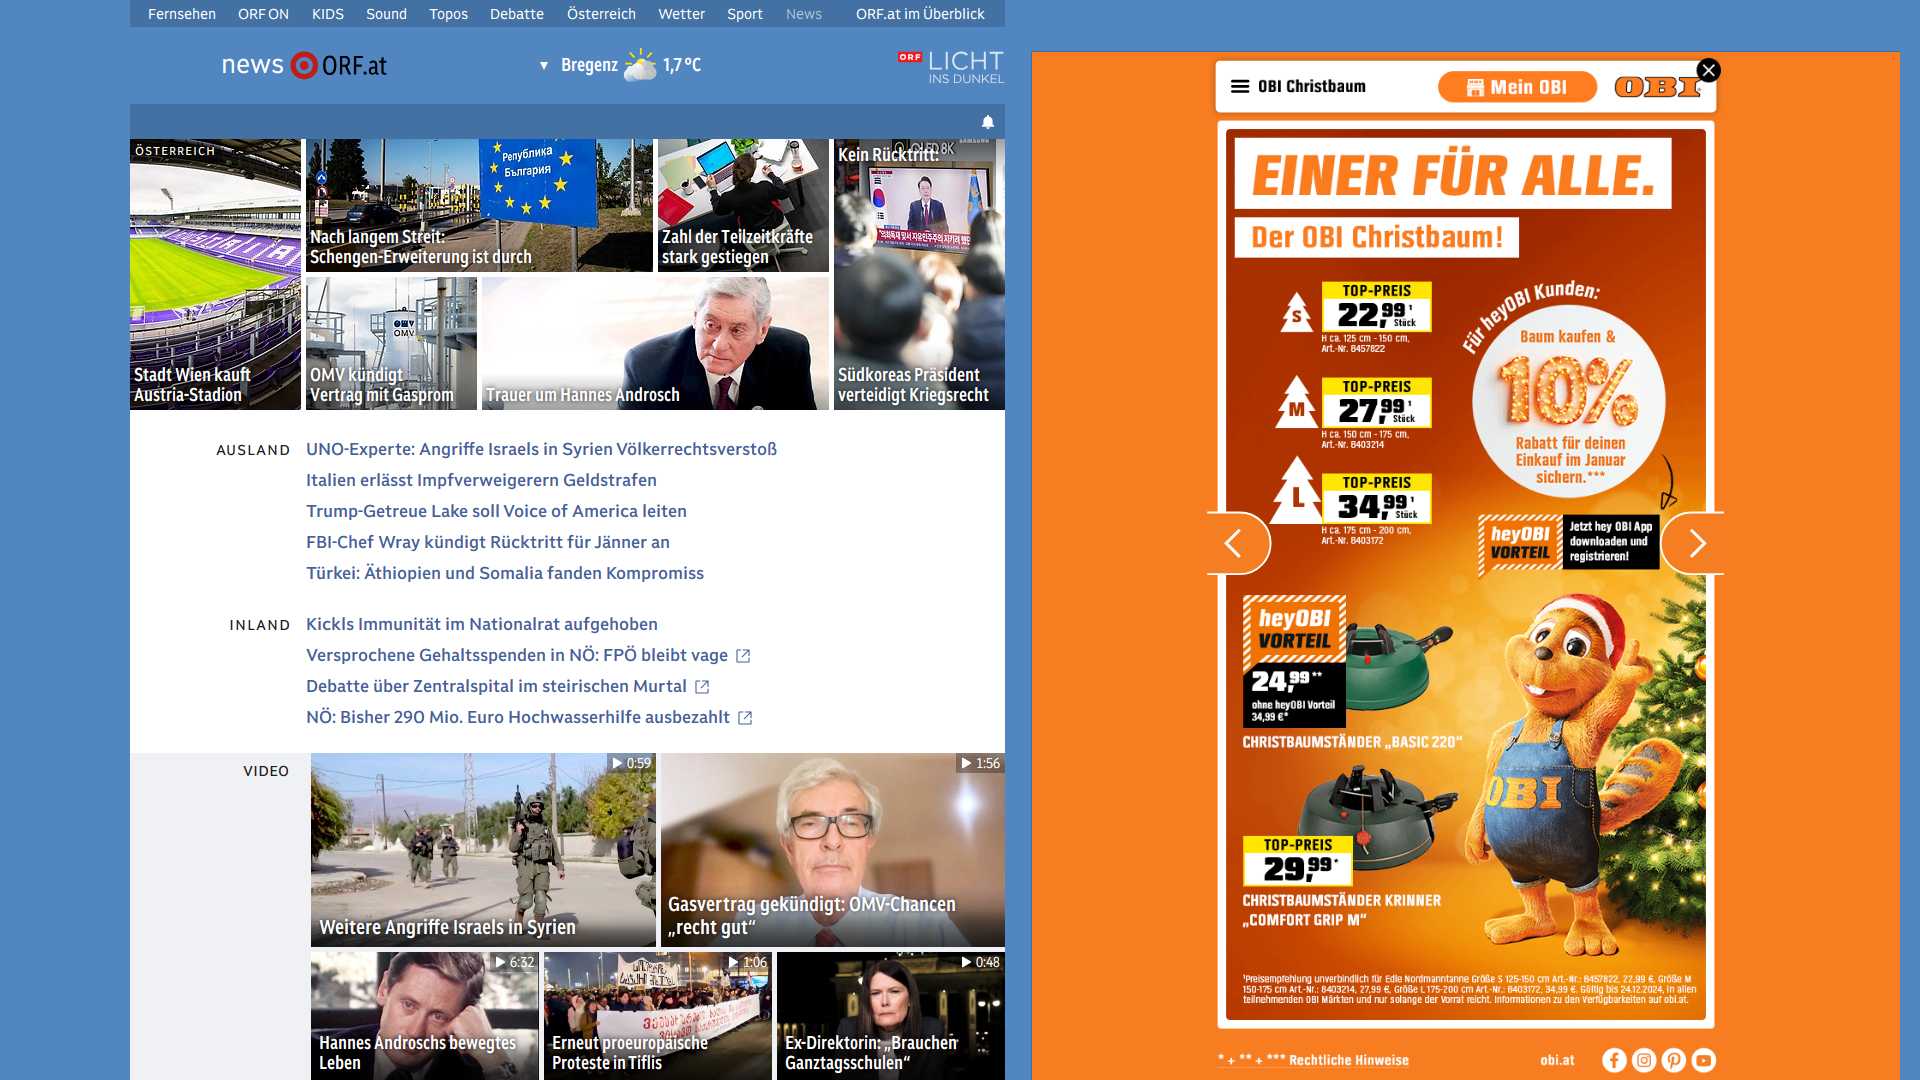 Fernsehen ORF ON KIDS Sound Topos Debatte Österreich Wetter Sport News ORF.at im Überblick
news ORF.at
Bregenz 1,7 °C
ORF LICHT
INS DUNKEL
ÖSTERREICH
Stadt Wien kauft
Austria-Stadion
Република
България
Nach langem Streit:
Schengen-Erweiterung ist durch
Zahl der Teilzeitkräfte
stark gestiegen
Kein Rücktritt:
Südkoreas Präsident
verteidigt Kriegsrecht
OMV
OMV kündigt
Vertrag mit Gasprom
Trauer um Hannes Androsch
AUSLAND
UNO-Experte: Angriffe Israels in Syrien Völkerrechtsverstoß
Italien erlässt Impfverweigerern Geldstrafen
Trump-Getreue Lake soll Voice of America leiten
FBI-Chef Wray kündigt Rücktritt für Jänner an
Türkei: Äthiopien und Somalia fanden Kompromiss
INLAND
Kickls Immunität im Nationalrat aufgehoben
Versprochene Gehaltsspenden in NÖ: FPÖ bleibt vage
Debatte über Zentralspital im steirischen Murtal
NÖ: Bisher 290 Mio. Euro Hochwasserhilfe ausbezahlt
VIDEO
0:59
Weitere Angriffe Israels in Syrien
1:56
Gasvertrag gekündigt: OMV-Chancen
„recht gut“
6:32
Hannes Androschs bewegtes
Leben
1:06
Erneut proeuropäische
Proteste in Tiflis
0:48
Ex-Direktorin: „Brauchen
Ganztagsschulen“
OBI Christbaum
Mein OBI
OBI
EINER FÜR ALLE.
Der OBI Christbaum!
S
TOP-PREIS
22,99¹
Stück
H ca. 125 cm - 150 cm,
Art.-Nr. 8457822
M
TOP-PREIS
27,99¹
Stück
H ca. 150 cm - 175 cm,
Art.-Nr. 8403214
L
TOP-PREIS
34,99¹
Stück
H ca. 175 cm - 200 cm,
Art.-Nr. 8403172
Für heyOBI Kunden:
Baum kaufen &
10%
Rabatt für deinen
Einkauf im Januar
sichern.***
heyOBI
VORTEIL
Jetzt hey OBI App
downloaden und
registrieren!
heyOBI
VORTEIL
24,99**
ohne heyOBI Vorteil
34,99 €*
CHRISTBAUMSTÄNDER „BASIC 220“
OBI
TOP-PREIS
29,99*
CHRISTBAUMSTÄNDER KRINNER
„COMFORT GRIP M“
¹Preisempfehlung unverbindlich für Edle Nordmanntanne Größe S 125-150 cm Art.-Nr.: 8457822, 22,99 €, Größe M
150-175 cm Art.-Nr.: 8403214, 27,99 €, Größe L 175-200 cm Art.-Nr.: 8403172, 34,99 €. Gültig bis 24.12.2024, in allen
teilnehmenden OBI Märkten und nur solange der Vorrat reicht. Informationen zu den Verfügbarkeiten auf obi.at.
* + ** + *** Rechtliche Hinweise
obi.at